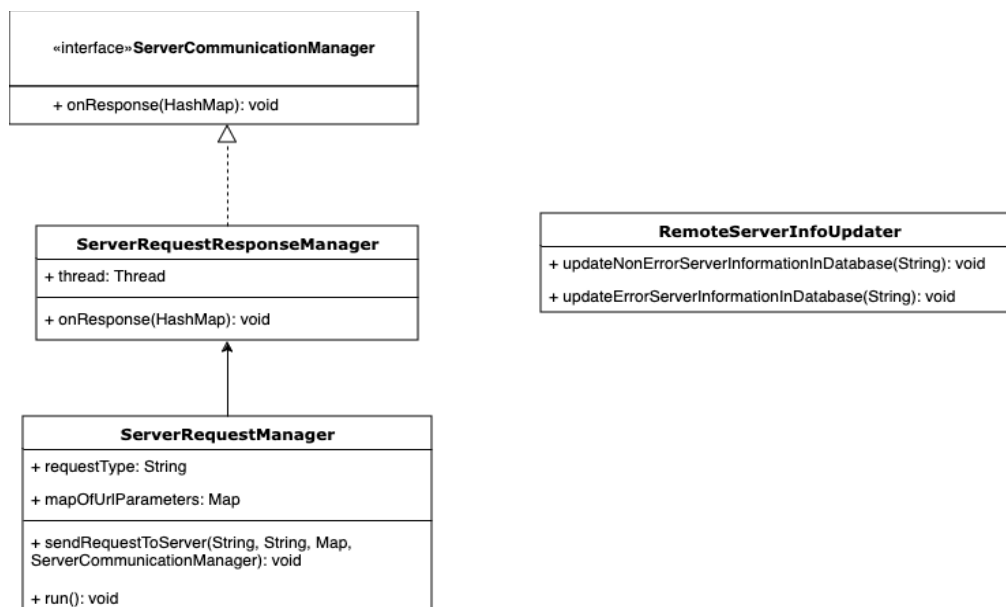 «interface»ServerCommunicationManager
+ onResponse(HashMap): void
ServerRequestResponseManager
+ thread: Thread
+ onResponse(HashMap): void
RemoteServerInfoUpdater
+ updateNonErrorServerInformationInDatabase(String): void
+ updateErrorServerInformationInDatabase(String): void
ServerRequestManager
+ requestType: String
+ mapOfUrlParameters: Map
+ sendRequestToServer(String, String, Map,
ServerCommunicationManager): void
+ run(): void